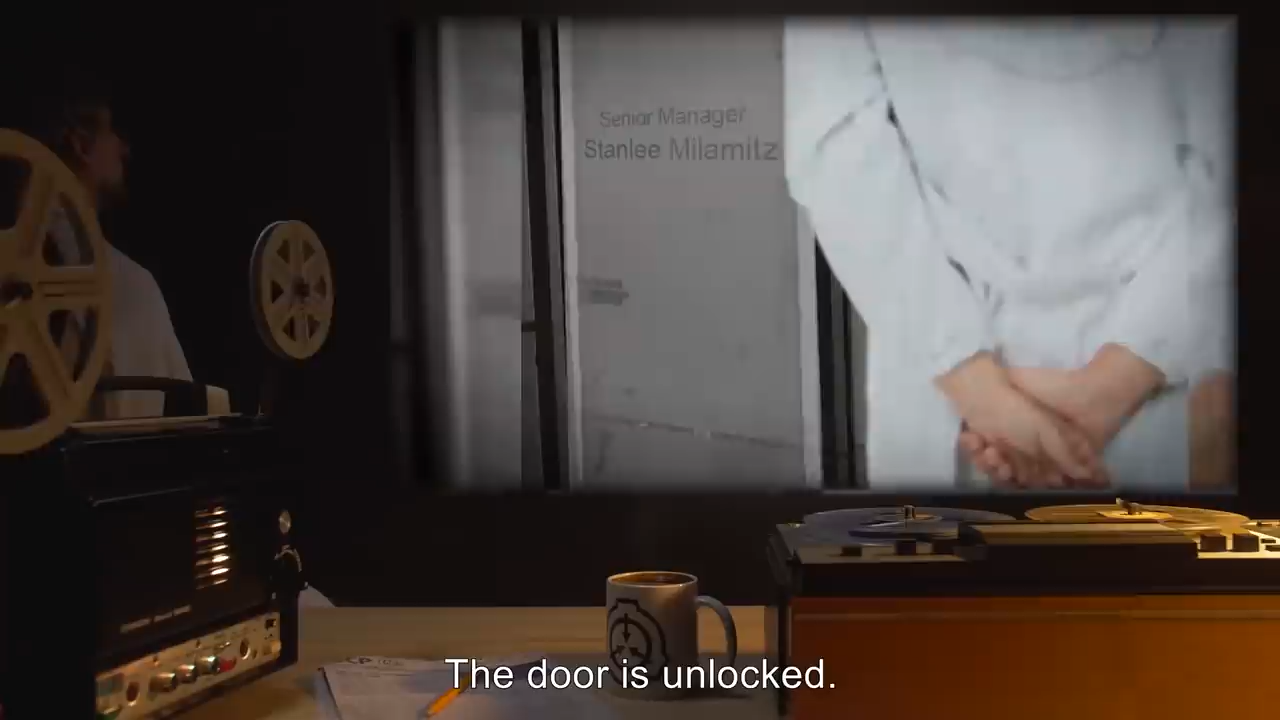 Senior Manager
Stanlee Milamitz
The door is unlocked.